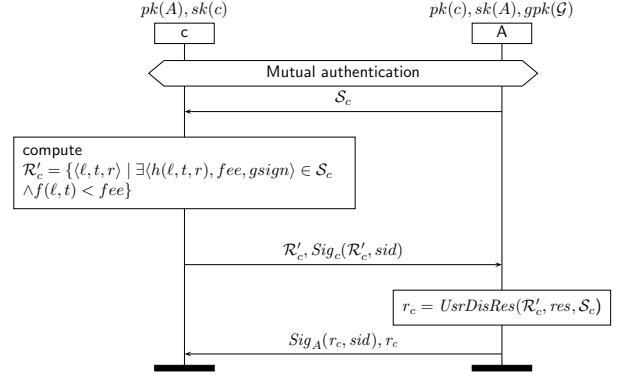 pk(A), sk(c)
pk(c), sk(A), gpk(𝒢)
c
A
Mutual authentication
𝒮_c
compute
ℛ′_c = {⟨ℓ, t, r⟩ | ∃⟨h(ℓ, t, r), fee, gsign⟩ ∈ 𝒮_c
∧f(ℓ, t) < fee}
ℛ′_c, Sig_c(ℛ′_c, sid)
r_c = UsrDisRes(ℛ′_c, res, 𝒮_c)
Sig_A(r_c, sid), r_c